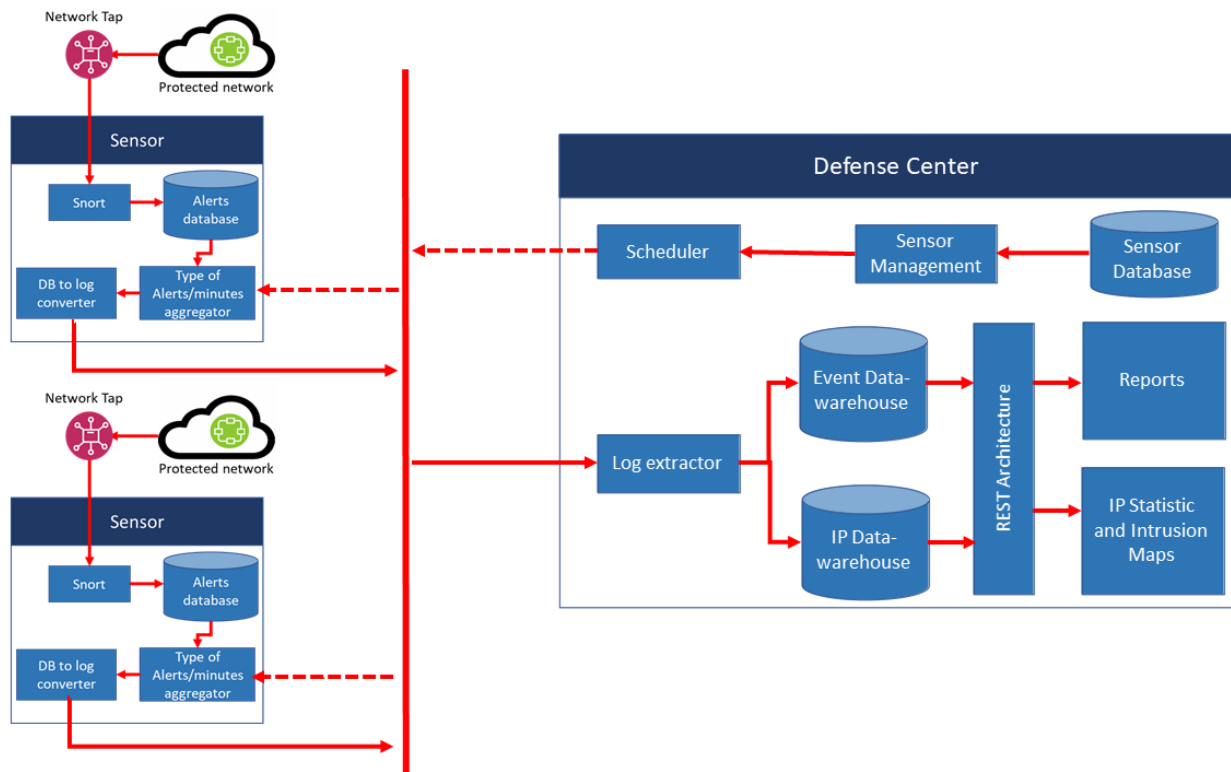 Network Tap
Protected network
Sensor
Snort
Alerts
database
DB to log
converter
Type of
Alerts/minutes
aggregator
Network Tap
Protected network
Sensor
Snort
Alerts
database
DB to log
converter
Type of
Alerts/minutes
aggregator
Defense Center
Scheduler
Sensor
Management
Sensor
Database
Event Data-
warehouse
Log extractor
IP Data-
warehouse
REST Architecture
Reports
IP Statistic
and Intrusion
Maps